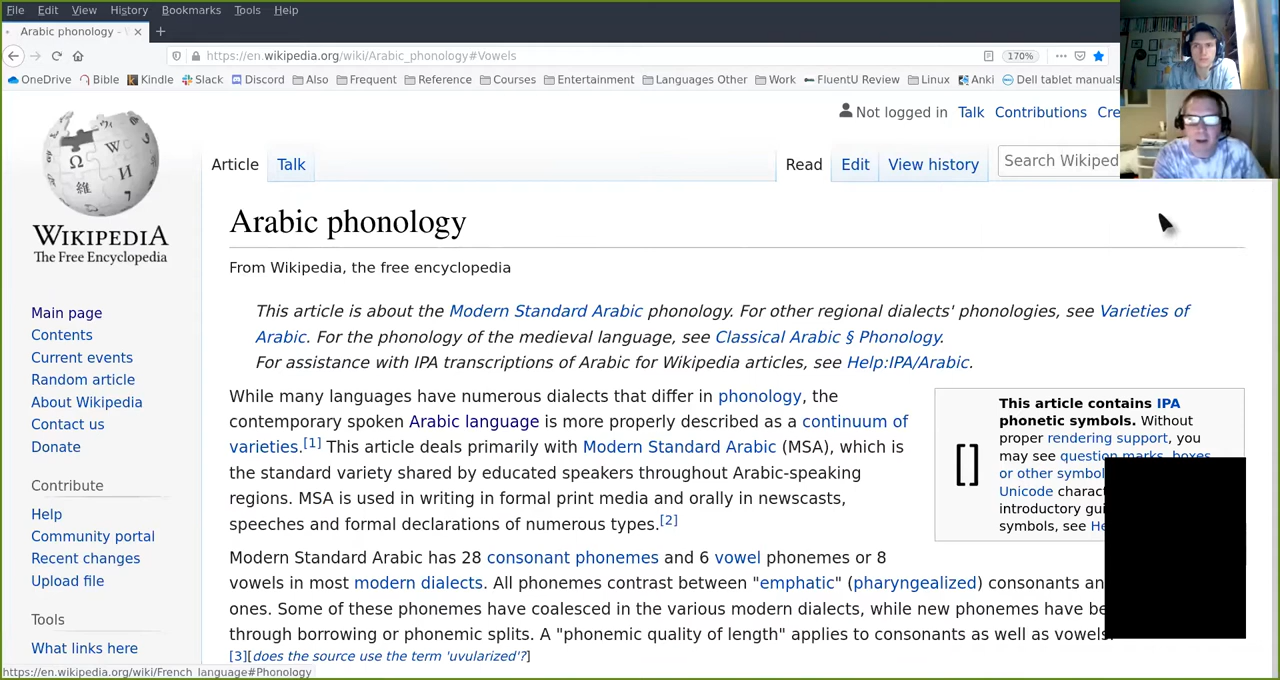 File Edit View History Bookmarks Tools Help
Arabic phonology -
https://en.wikipedia.org/wiki/Arabic_phonology#Vowels 170%
OneDrive Bible Kindle Slack Discord Also Frequent Reference Courses Entertainment Languages Other Work FluentU Review Linux Anki Dell tablet manuals
Not logged in Talk Contributions Cre
Article Talk Read Edit View history Search Wikiped
WIKIPEDIA
The Free Encyclopedia
Main page
Contents
Current events
Random article
About Wikipedia
Contact us
Donate
Contribute
Help
Community portal
Recent changes
Upload file
Tools
What links here
Arabic phonology
From Wikipedia, the free encyclopedia
This article is about the Modern Standard Arabic phonology. For other regional dialects' phonologies, see Varieties of
Arabic. For the phonology of the medieval language, see Classical Arabic § Phonology.
For assistance with IPA transcriptions of Arabic for Wikipedia articles, see Help:IPA/Arabic.
While many languages have numerous dialects that differ in phonology, the
contemporary spoken Arabic language is more properly described as a continuum of
varieties.[1] This article deals primarily with Modern Standard Arabic (MSA), which is
the standard variety shared by educated speakers throughout Arabic-speaking
regions. MSA is used in writing in formal print media and orally in newscasts,
speeches and formal declarations of numerous types.[2]
This article contains IPA
phonetic symbols. Without
proper rendering support, you
may see question marks, boxes,
or other symbol
Unicode charact
introductory gui
symbols, see He
[]
Modern Standard Arabic has 28 consonant phonemes and 6 vowel phonemes or 8
vowels in most modern dialects. All phonemes contrast between "emphatic" (pharyngealized) consonants an
ones. Some of these phonemes have coalesced in the various modern dialects, while new phonemes have be
through borrowing or phonemic splits. A "phonemic quality of length" applies to consonants as well as vowels.
[3][does the source use the term 'uvularized'?]
https://en.wikipedia.org/wiki/French_language#Phonology